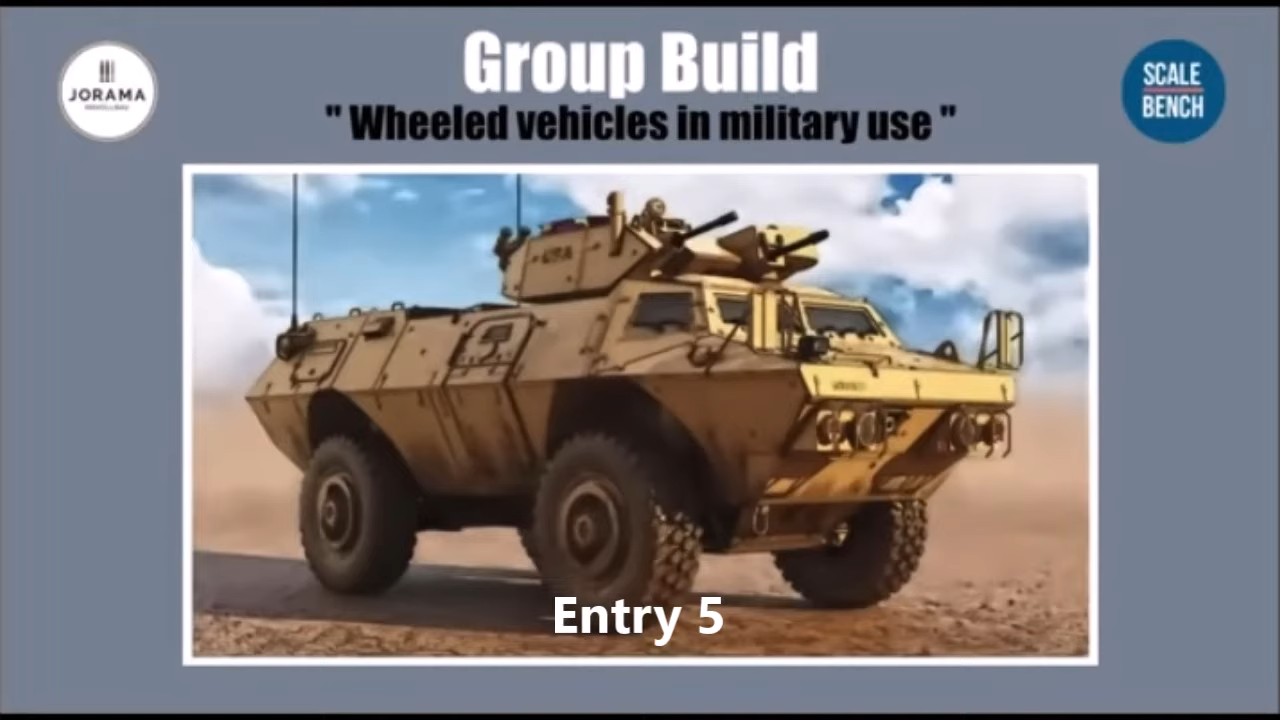 Group Build
" Wheeled vehicles in military use "
JORAMA
SCALE
BENCH
Entry 5